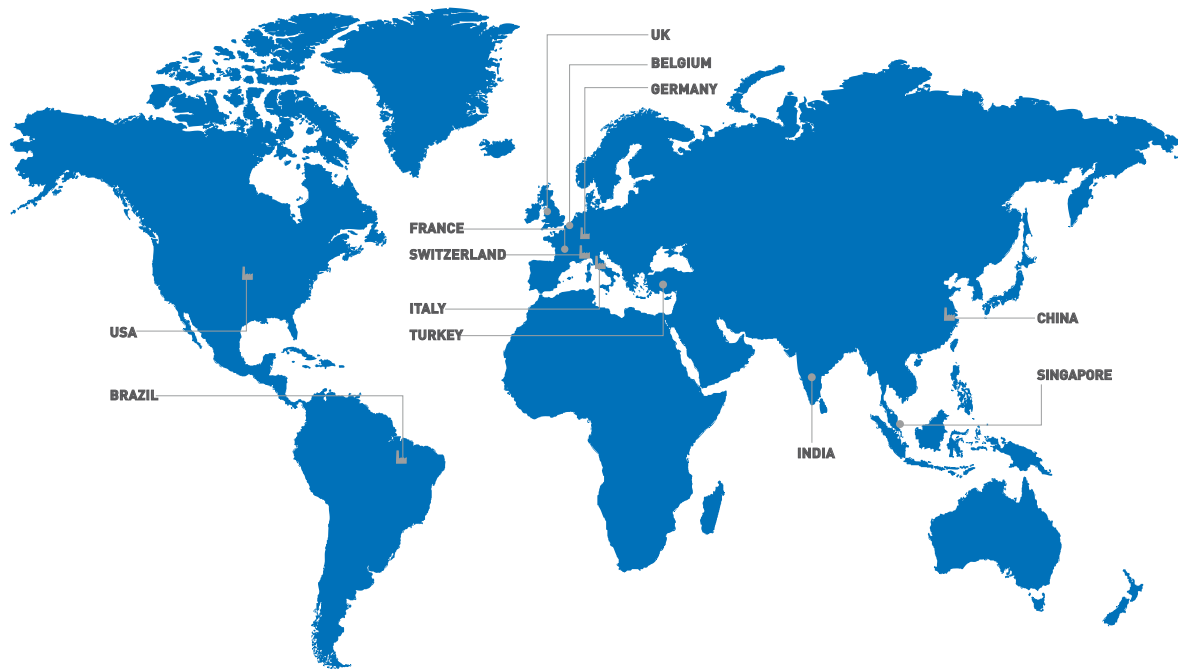 UK
BELGIUM
GERMANY
FRANCE
SWITZERLAND
ITALY
TURKEY
USA
BRAZIL
CHINA
SINGAPORE
INDIA